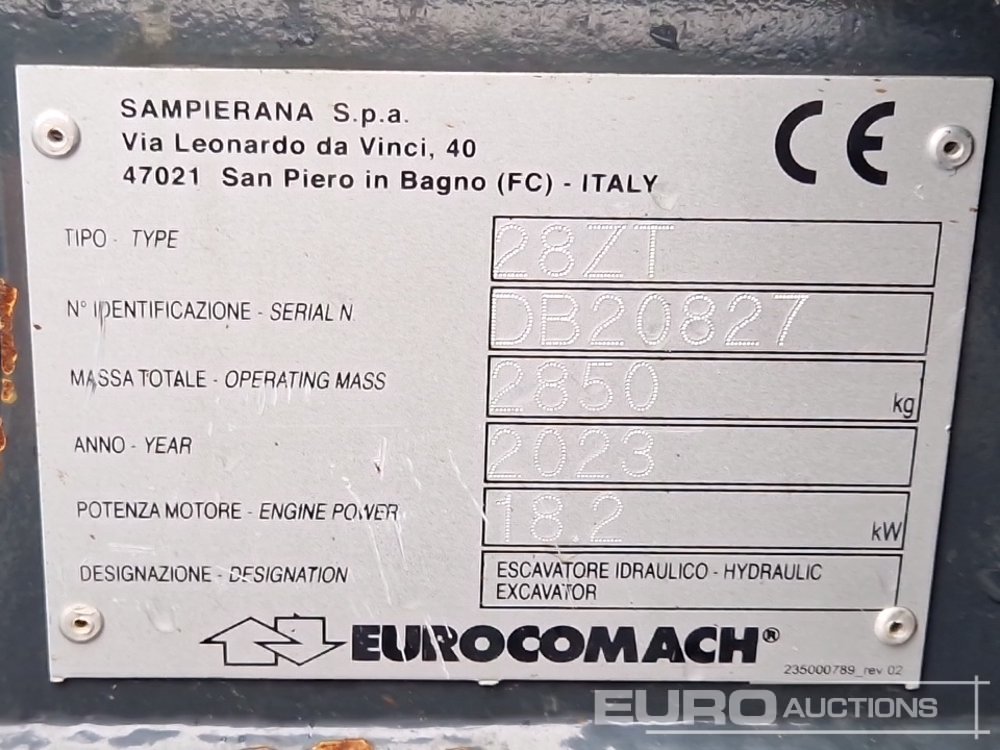 SAMPIERANA S.p.a.
Via Leonardo da Vinci, 40
47021 San Piero in Bagno (FC) - ITALY
CE
TIPO - TYPE 28ZT
N° IDENTIFICAZIONE - SERIAL N. DB20827
MASSA TOTALE - OPERATING MASS 2850 kg
ANNO - YEAR 2023
POTENZA MOTORE - ENGINE POWER 18.2 kW
DESIGNAZIONE - DESIGNATION ESCAVATORE IDRAULICO - HYDRAULIC
EXCAVATOR
EUROCOMACH®
235000789_rev 02
EURO AUCTIONS